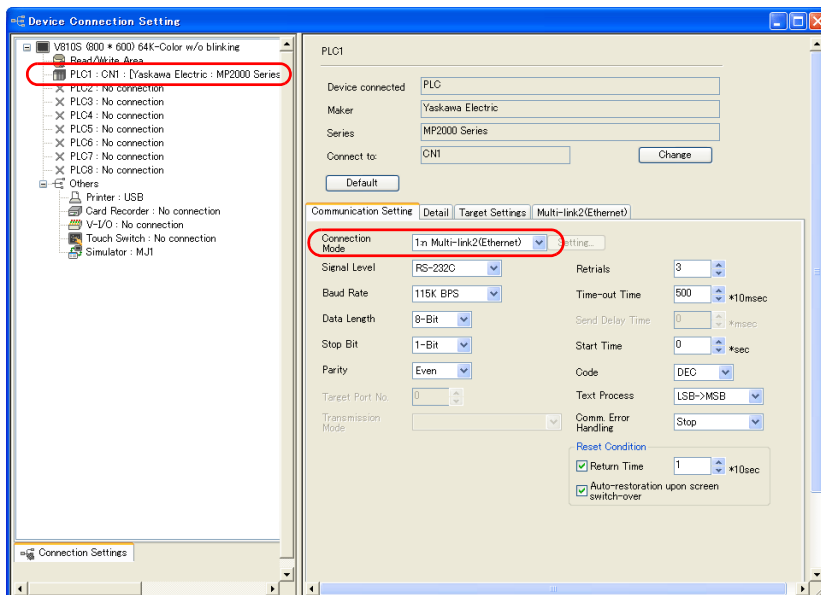 Device Connection Setting
V810S (800 * 600) 64K-Color w/o blinking
Read/Write Area
PLC1 : CN1 : [Yaskawa Electric : MP2000 Series
PLC2 : No connection
PLC3 : No connection
PLC4 : No connection
PLC5 : No connection
PLC6 : No connection
PLC7 : No connection
PLC8 : No connection
Others
Printer : USB
Card Recorder : No connection
V-I/O : No connection
Touch Switch : No connection
Simulator : MJ1
Connection Settings
PLC1
Device connected PLC
Maker Yaskawa Electric
Series MP2000 Series
Connect to: CN1 Change
Default
Communication Setting Detail Target Settings Multi-link2(Ethernet)
Connection Mode 1:n Multi-link2(Ethernet) Setting...
Signal Level RS-232C
Baud Rate 115K BPS
Data Length 8-Bit
Stop Bit 1-Bit
Parity Even
Target Port No. 0
Transmission Mode
Retrials 3
Time-out Time 500 *10msec
Send Delay Time 0 *msec
Start Time 0 *sec
Code DEC
Text Process LSB->MSB
Comm. Error Handling Stop
Reset Condition
Return Time 1 *10sec
Auto-restoration upon screen
switch-over